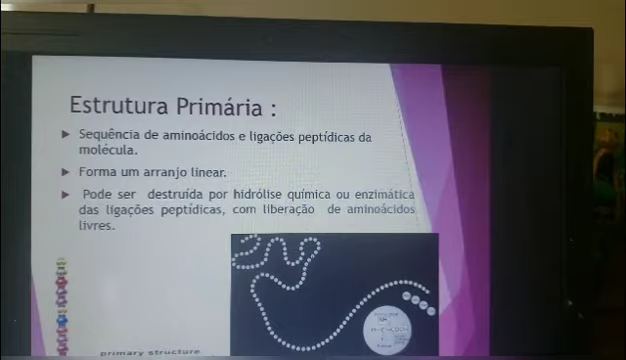 Estrutura Primária :
Sequência de aminoácidos e ligações peptídicas da
molécula.
Forma um arranjo linear.
Pode ser destruída por hidrólise química ou enzimática
das ligações peptídicas, com liberação de aminoácidos
livres.
primary structure